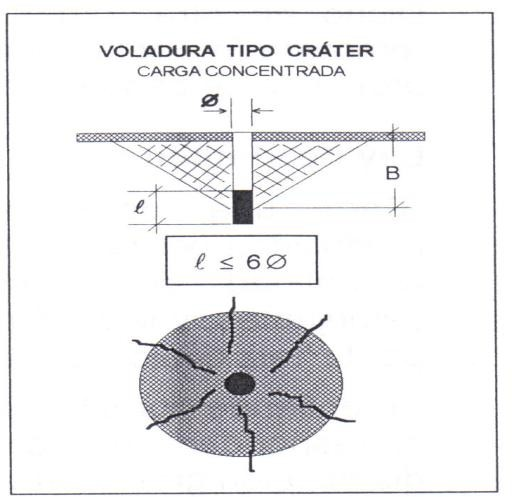 VOLADURA TIPO CRÁTER
CARGA CONCENTRADA
Ø
B
ℓ
ℓ ≤ 6 Ø